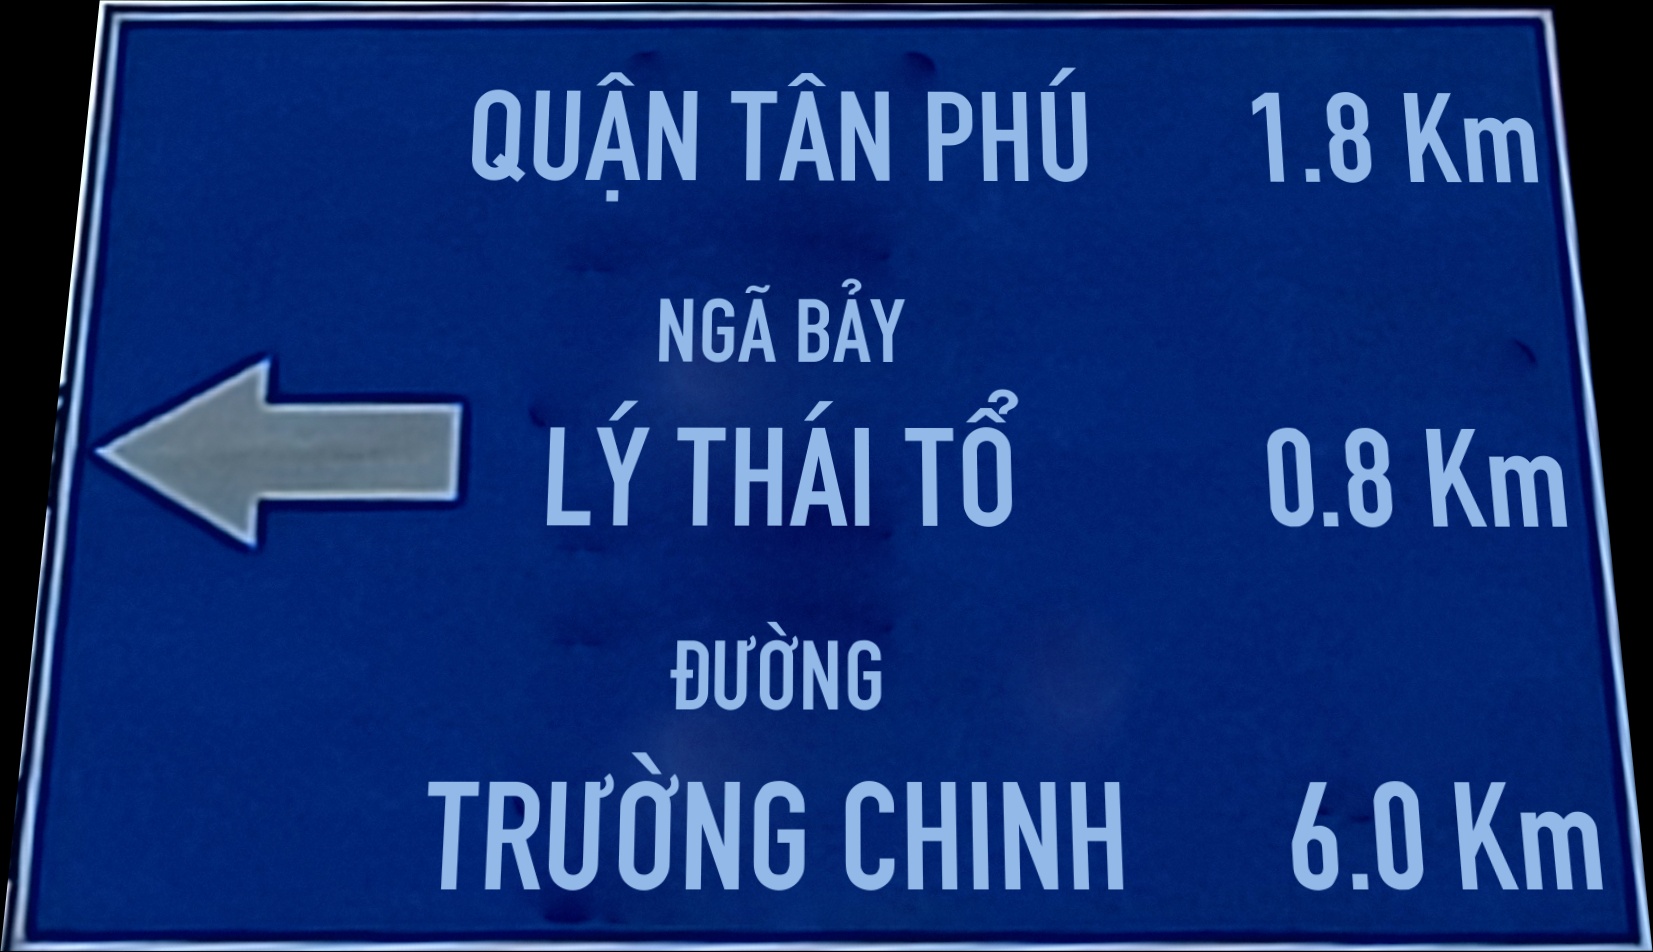 QUẬN TÂN PHÚ 1.8 Km
NGÃ BẢY
LÝ THÁI TỔ 0.8 Km
ĐƯỜNG
TRƯỜNG CHINH 6.0 Km